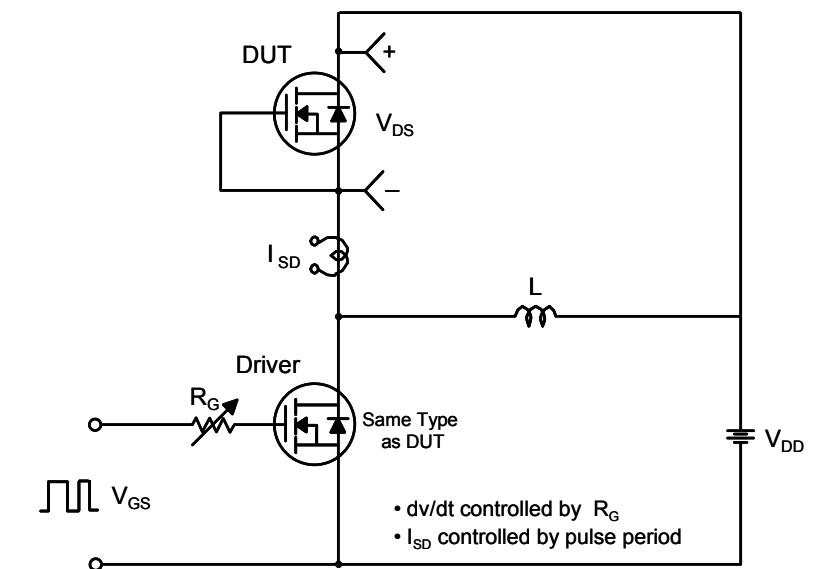 DUT
+
V_DS
−
I_SD
L
Driver
R_G
Same Type
as DUT
V_DD
V_GS
• dv/dt controlled by R_G
• I_SD controlled by pulse period